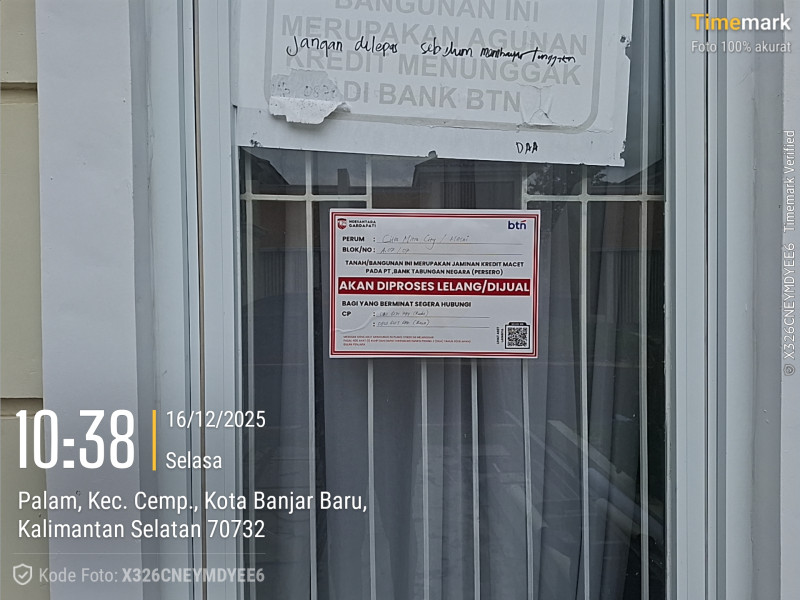 BANGUNAN INI
MERUPAKAN AGUNAN
Jangan dilepas sebelum tunggakan
KREDIT MENUNGGAK
DI BANK BTN
DAA
NUSANTARA
GARDAPATI
btn
PERUM : Citra Mitra City /
BLOK/NO :
TANAH/BANGUNAN INI MERUPAKAN JAMINAN KREDIT MACET
PADA PT ,BANK TABUNGAN NEGARA (PERSERO)
AKAN DIPROSES LELANG/DIJUAL
BAGI YANG BERMINAT SEGERA HUBUNGI
CP :
:
Timemark
Foto 100% akurat
10:38
16/12/2025
Selasa
Palam, Kec. Cemp., Kota Banjar Baru,
Kalimantan Selatan 70732
Kode Foto: X326CNEYMDYEE6
© X326CNEYMDYEE6 Timemark Verified